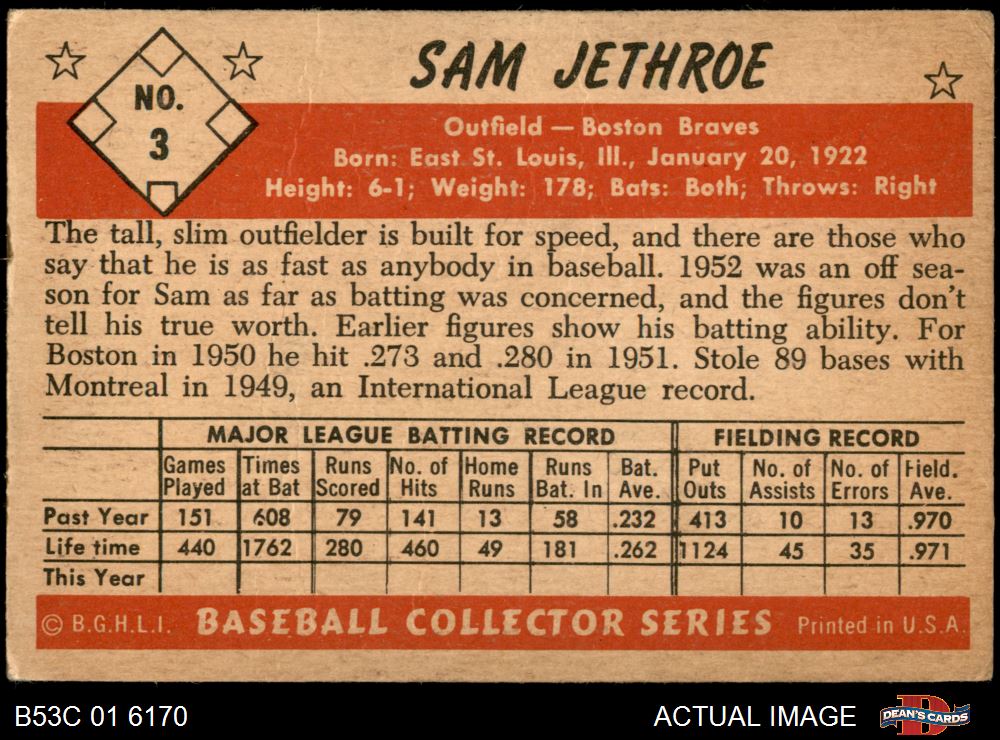 SAM JETHROE
NO.
3
Outfield — Boston Braves
Born: East St. Louis, Ill., January 20, 1922
Height: 6-1; Weight: 178; Bats: Both; Throws: Right
The tall, slim outfielder is built for speed, and there are those who
say that he is as fast as anybody in baseball. 1952 was an off sea-
son for Sam as far as batting was concerned, and the figures don't
tell his true worth. Earlier figures show his batting ability. For
Boston in 1950 he hit .273 and .280 in 1951. Stole 89 bases with
Montreal in 1949, an International League record.
MAJOR LEAGUE BATTING RECORD FIELDING RECORD
Games Times Runs No. of Home Runs Bat. Put No. of No. of Field.
Played at Bat Scored Hits Runs Bat. In Ave. Outs Assists Errors Ave.
Past Year 151 608 79 141 13 58 .232 413 10 13 .970
Life time 440 1762 280 460 49 181 .262 1124 45 35 .971
This Year
© B.G.H.L.I. BASEBALL COLLECTOR SERIES Printed in U.S.A.
B53C 01 6170 ACTUAL IMAGE DEAN'S CARDS